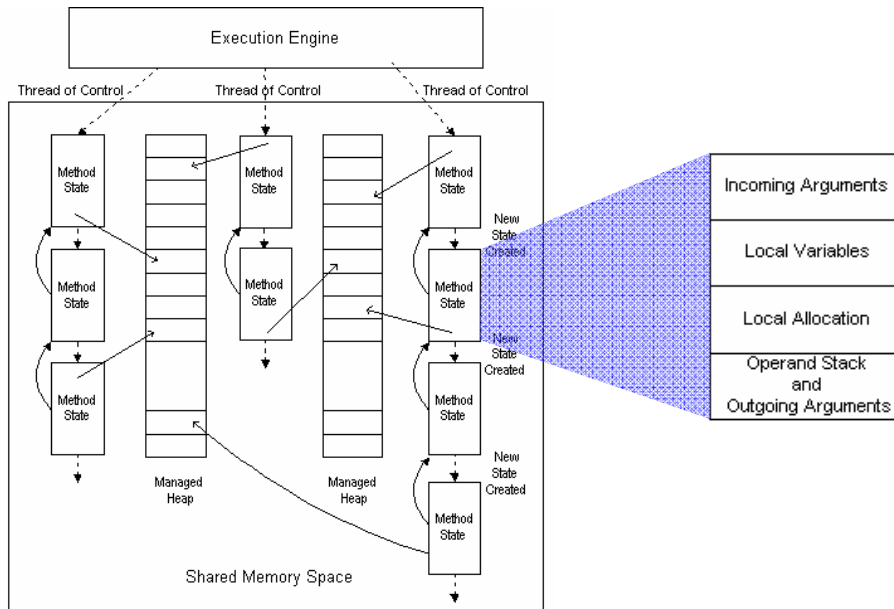 Execution Engine
Thread of Control
Thread of Control
Thread of Control
Method
State
Method
State
Method
State
New
State
Created
Incoming Arguments
Local Variables
Local Allocation
Operand Stack
and
Outgoing Arguments
Method
State
Method
State
Method
State
New
State
Created
Method
State
Method
State
New
State
Created
Managed
Heap
Managed
Heap
Method
State
Shared Memory Space